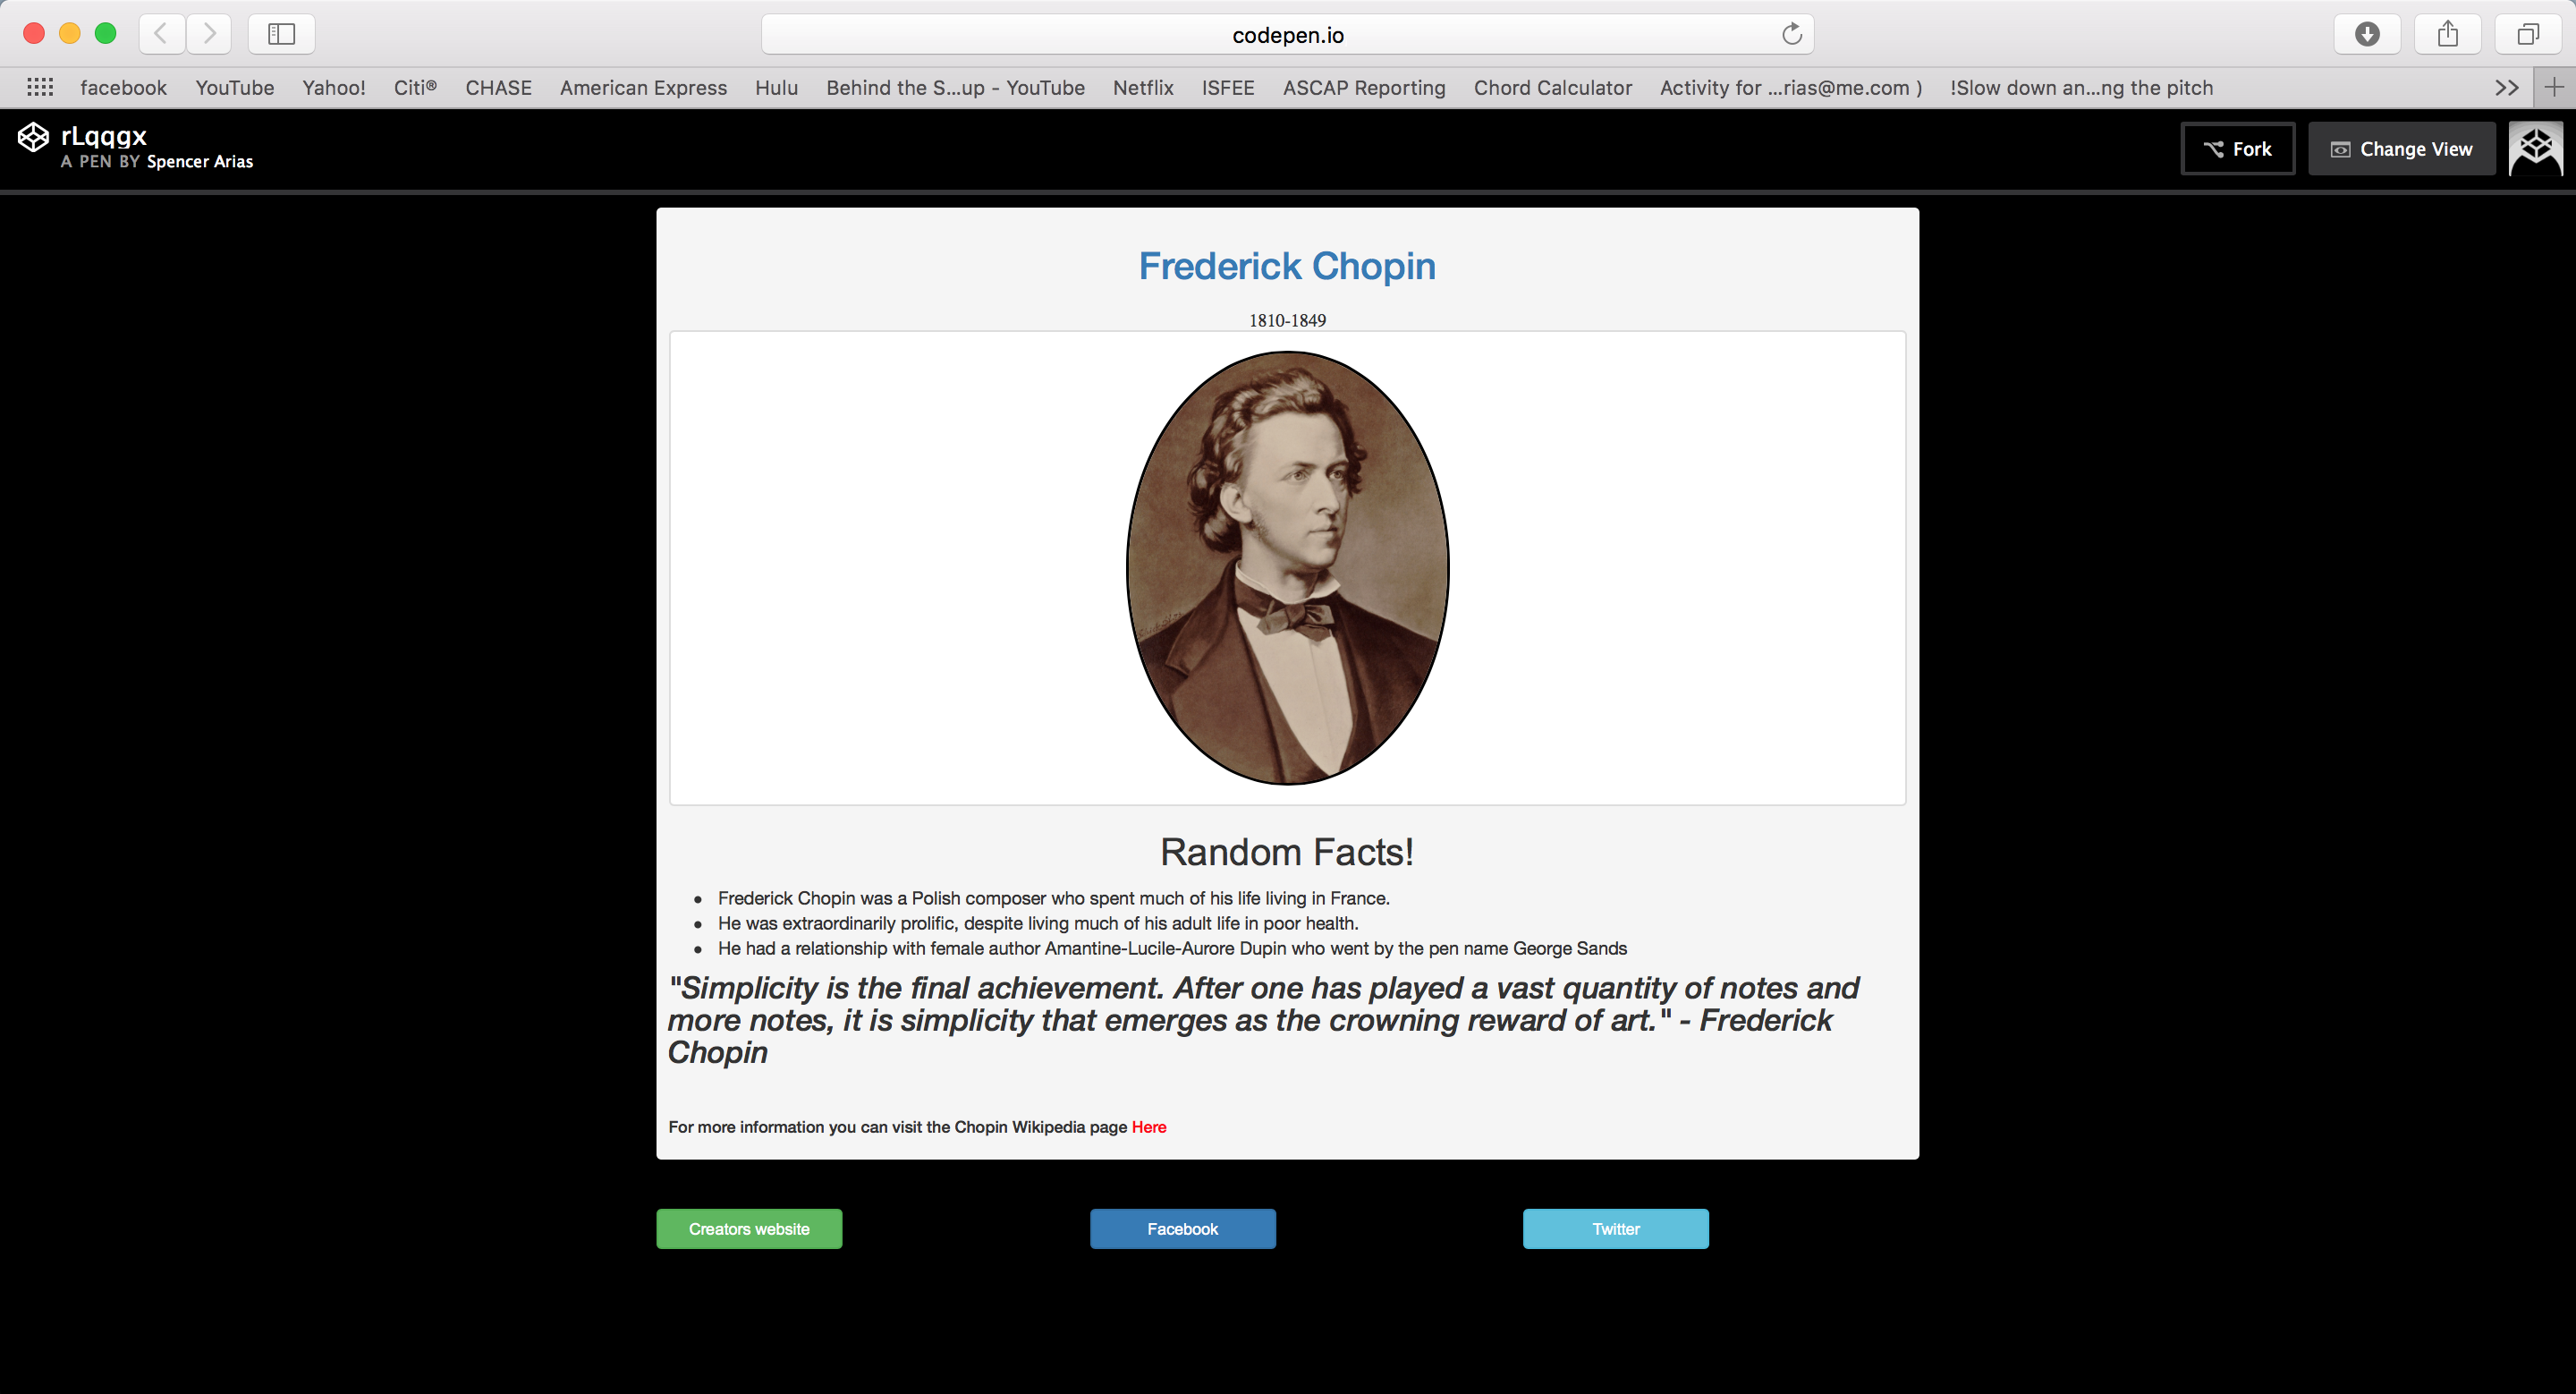 codepen.io
facebook YouTube Yahoo! Citi® CHASE American Express Hulu Behind the S...up - YouTube Netflix ISFEE ASCAP Reporting Chord Calculator Activity for ...rias@me.com ) !Slow down an...ng the pitch
rLqqgx
A PEN BY Spencer Arias
Fork Change View
Frederick Chopin
1810-1849
Random Facts!
• Frederick Chopin was a Polish composer who spent much of his life living in France.
• He was extraordinarily prolific, despite living much of his adult life in poor health.
• He had a relationship with female author Amantine-Lucile-Aurore Dupin who went by the pen name George Sands
"Simplicity is the final achievement. After one has played a vast quantity of notes and
more notes, it is simplicity that emerges as the crowning reward of art." - Frederick
Chopin
For more information you can visit the Chopin Wikipedia page Here
Creators website Facebook Twitter